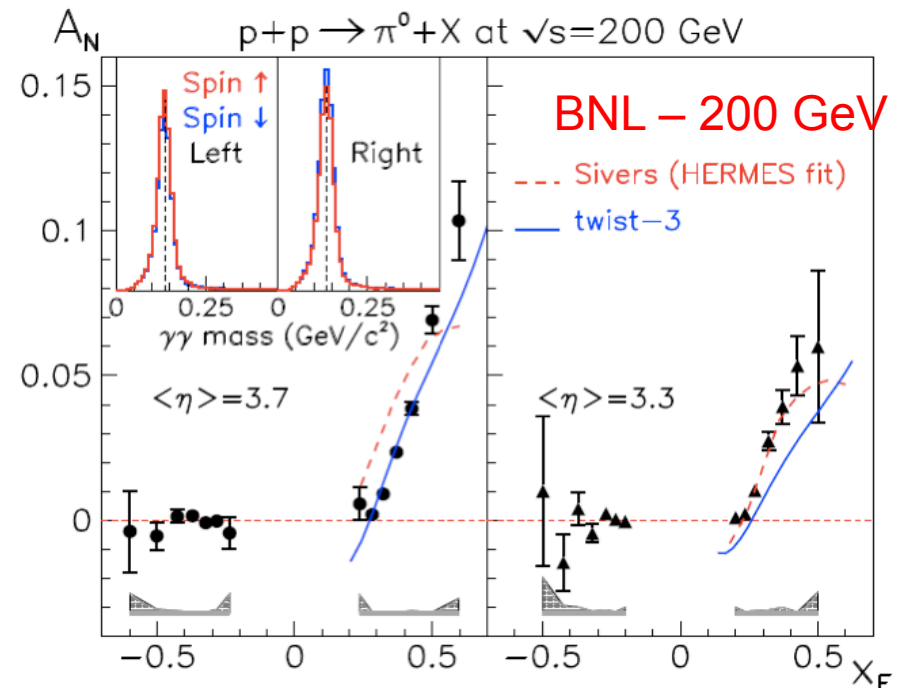 A_N p+p → π⁰+X at √s=200 GeV
0.15
0.1
0.05
0
Spin ↑
Spin ↓
Left
Right
0 0.25 0 0.25
γγ mass (GeV/c²)
BNL – 200 GeV
Sivers (HERMES fit)
twist−3
<η>=3.7
<η>=3.3
−0.5 0 0.5 −0.5 0 0.5 x_F